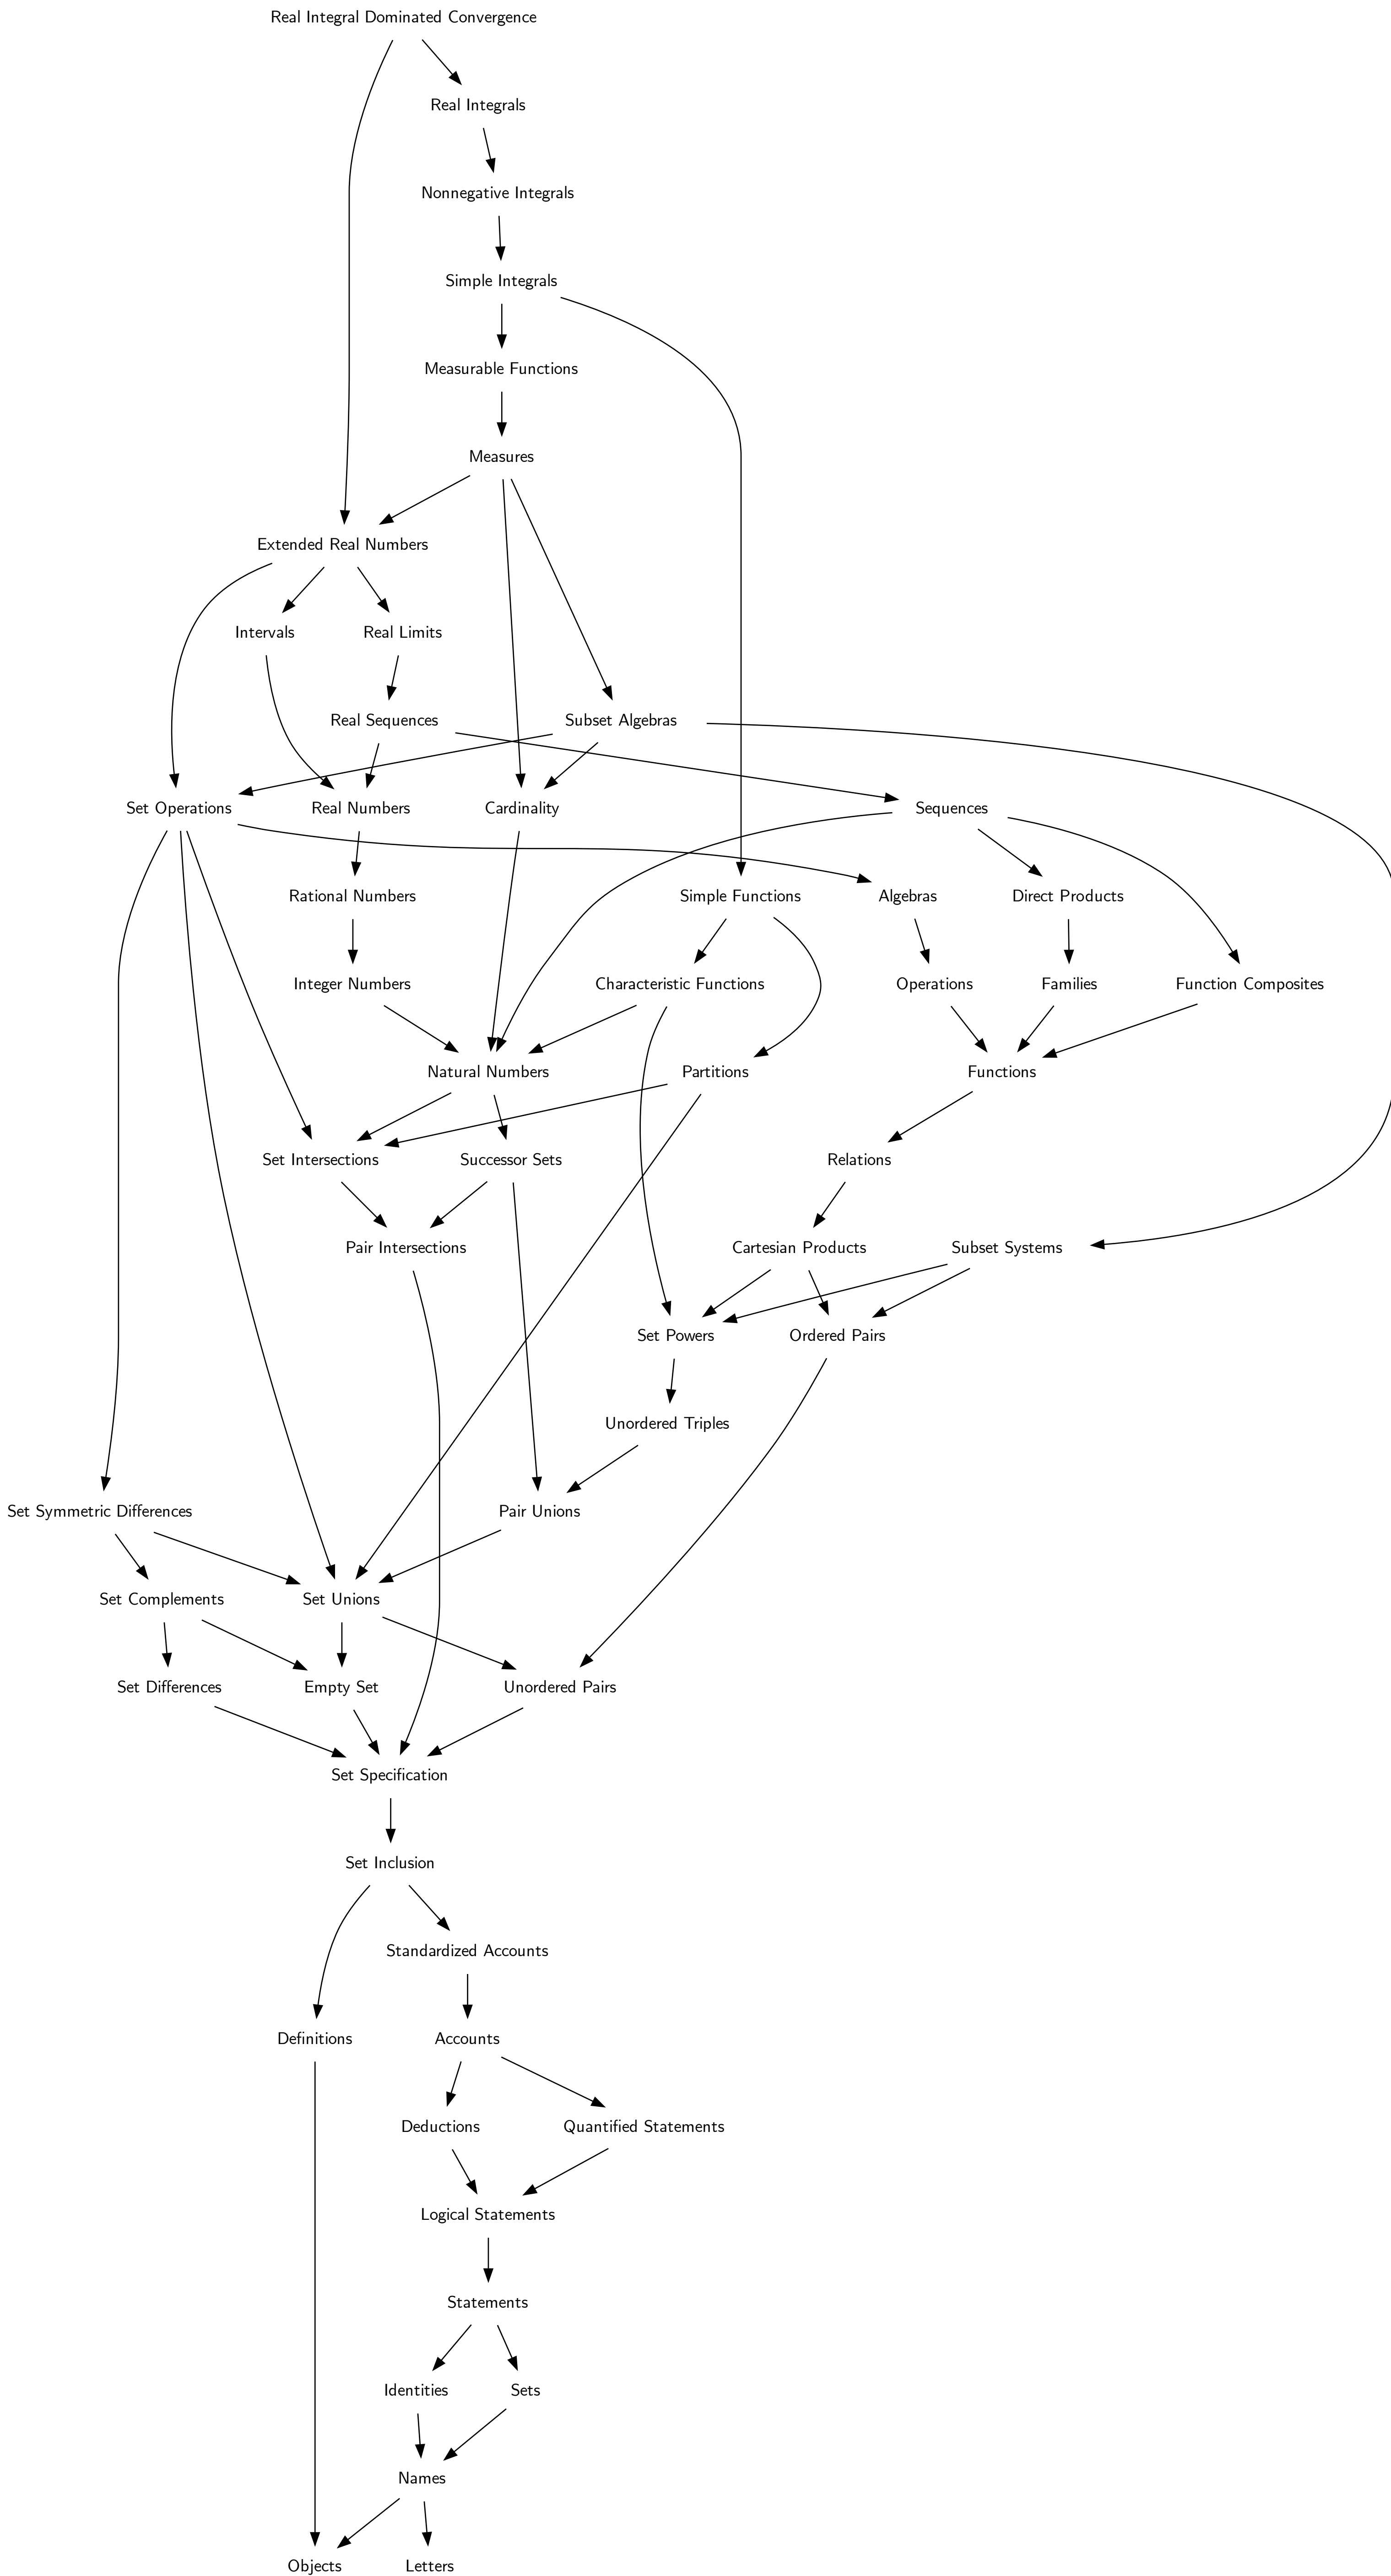 Real Integral Dominated Convergence
Real Integrals
Nonnegative Integrals
Simple Integrals
Measurable Functions
Measures
Extended Real Numbers
Intervals
Real Limits
Real Sequences
Subset Algebras
Set Operations
Real Numbers
Cardinality
Sequences
Rational Numbers
Simple Functions
Algebras
Direct Products
Integer Numbers
Characteristic Functions
Operations
Families
Function Composites
Natural Numbers
Partitions
Functions
Set Intersections
Successor Sets
Relations
Pair Intersections
Cartesian Products
Subset Systems
Set Powers
Ordered Pairs
Unordered Triples
Set Symmetric Differences
Pair Unions
Set Complements
Set Unions
Set Differences
Empty Set
Unordered Pairs
Set Specification
Set Inclusion
Standardized Accounts
Definitions
Accounts
Deductions
Quantified Statements
Logical Statements
Statements
Identities
Sets
Names
Objects
Letters